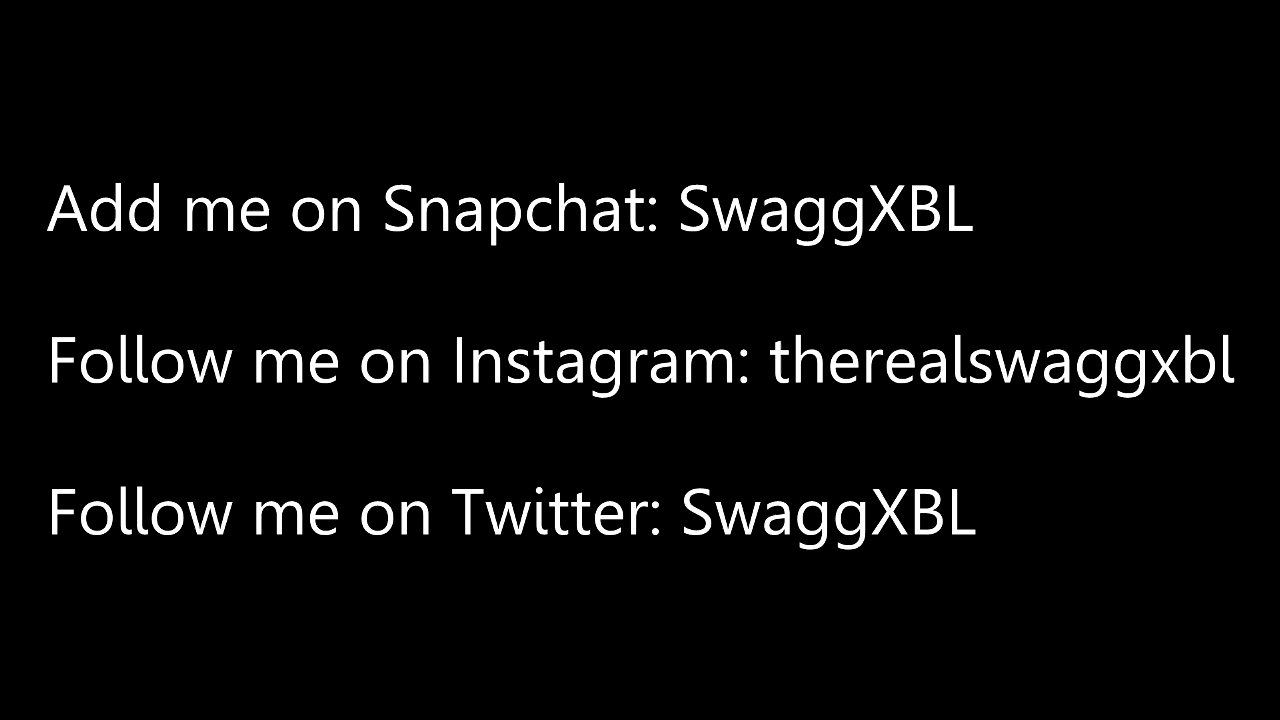 Add me on Snapchat: SwaggXBL
Follow me on Instagram: therealswaggxbl
Follow me on Twitter: SwaggXBL